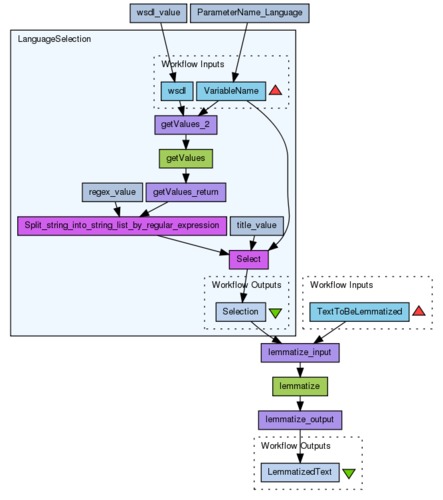 wsdl_value
ParameterName_Language
LanguageSelection
Workflow Inputs
wsdl
VariableName
getValues_2
getValues
regex_value
getValues_return
Split_string_into_string_list_by_regular_expression
title_value
Select
Workflow Outputs
Workflow Inputs
Selection
TextToBeLemmatized
lemmatize_input
lemmatize
lemmatize_output
Workflow Outputs
LemmatizedText